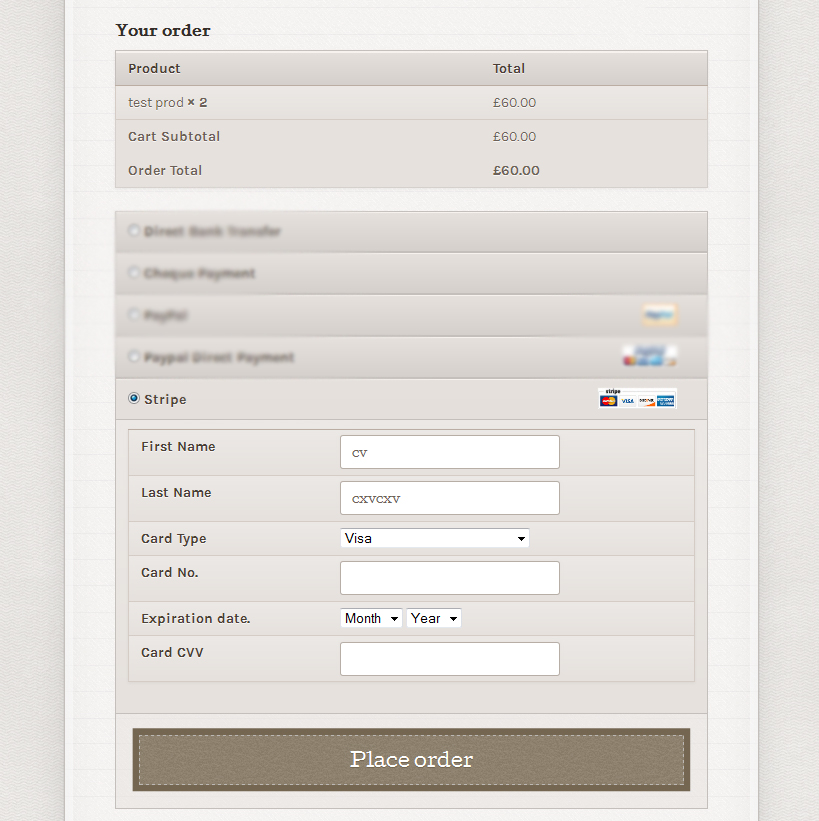 Your order
Product Total
test prod × 2 £60.00
Cart Subtotal £60.00
Order Total £60.00
Direct Bank Transfer
Cheque Payment
PayPal PayPal
Paypal Direct Payment PayPal
Stripe stripe VISA
First Name cv
Last Name cxvcxv
Card Type Visa
Card No.
Expiration date. Month Year
Card CVV
Place order